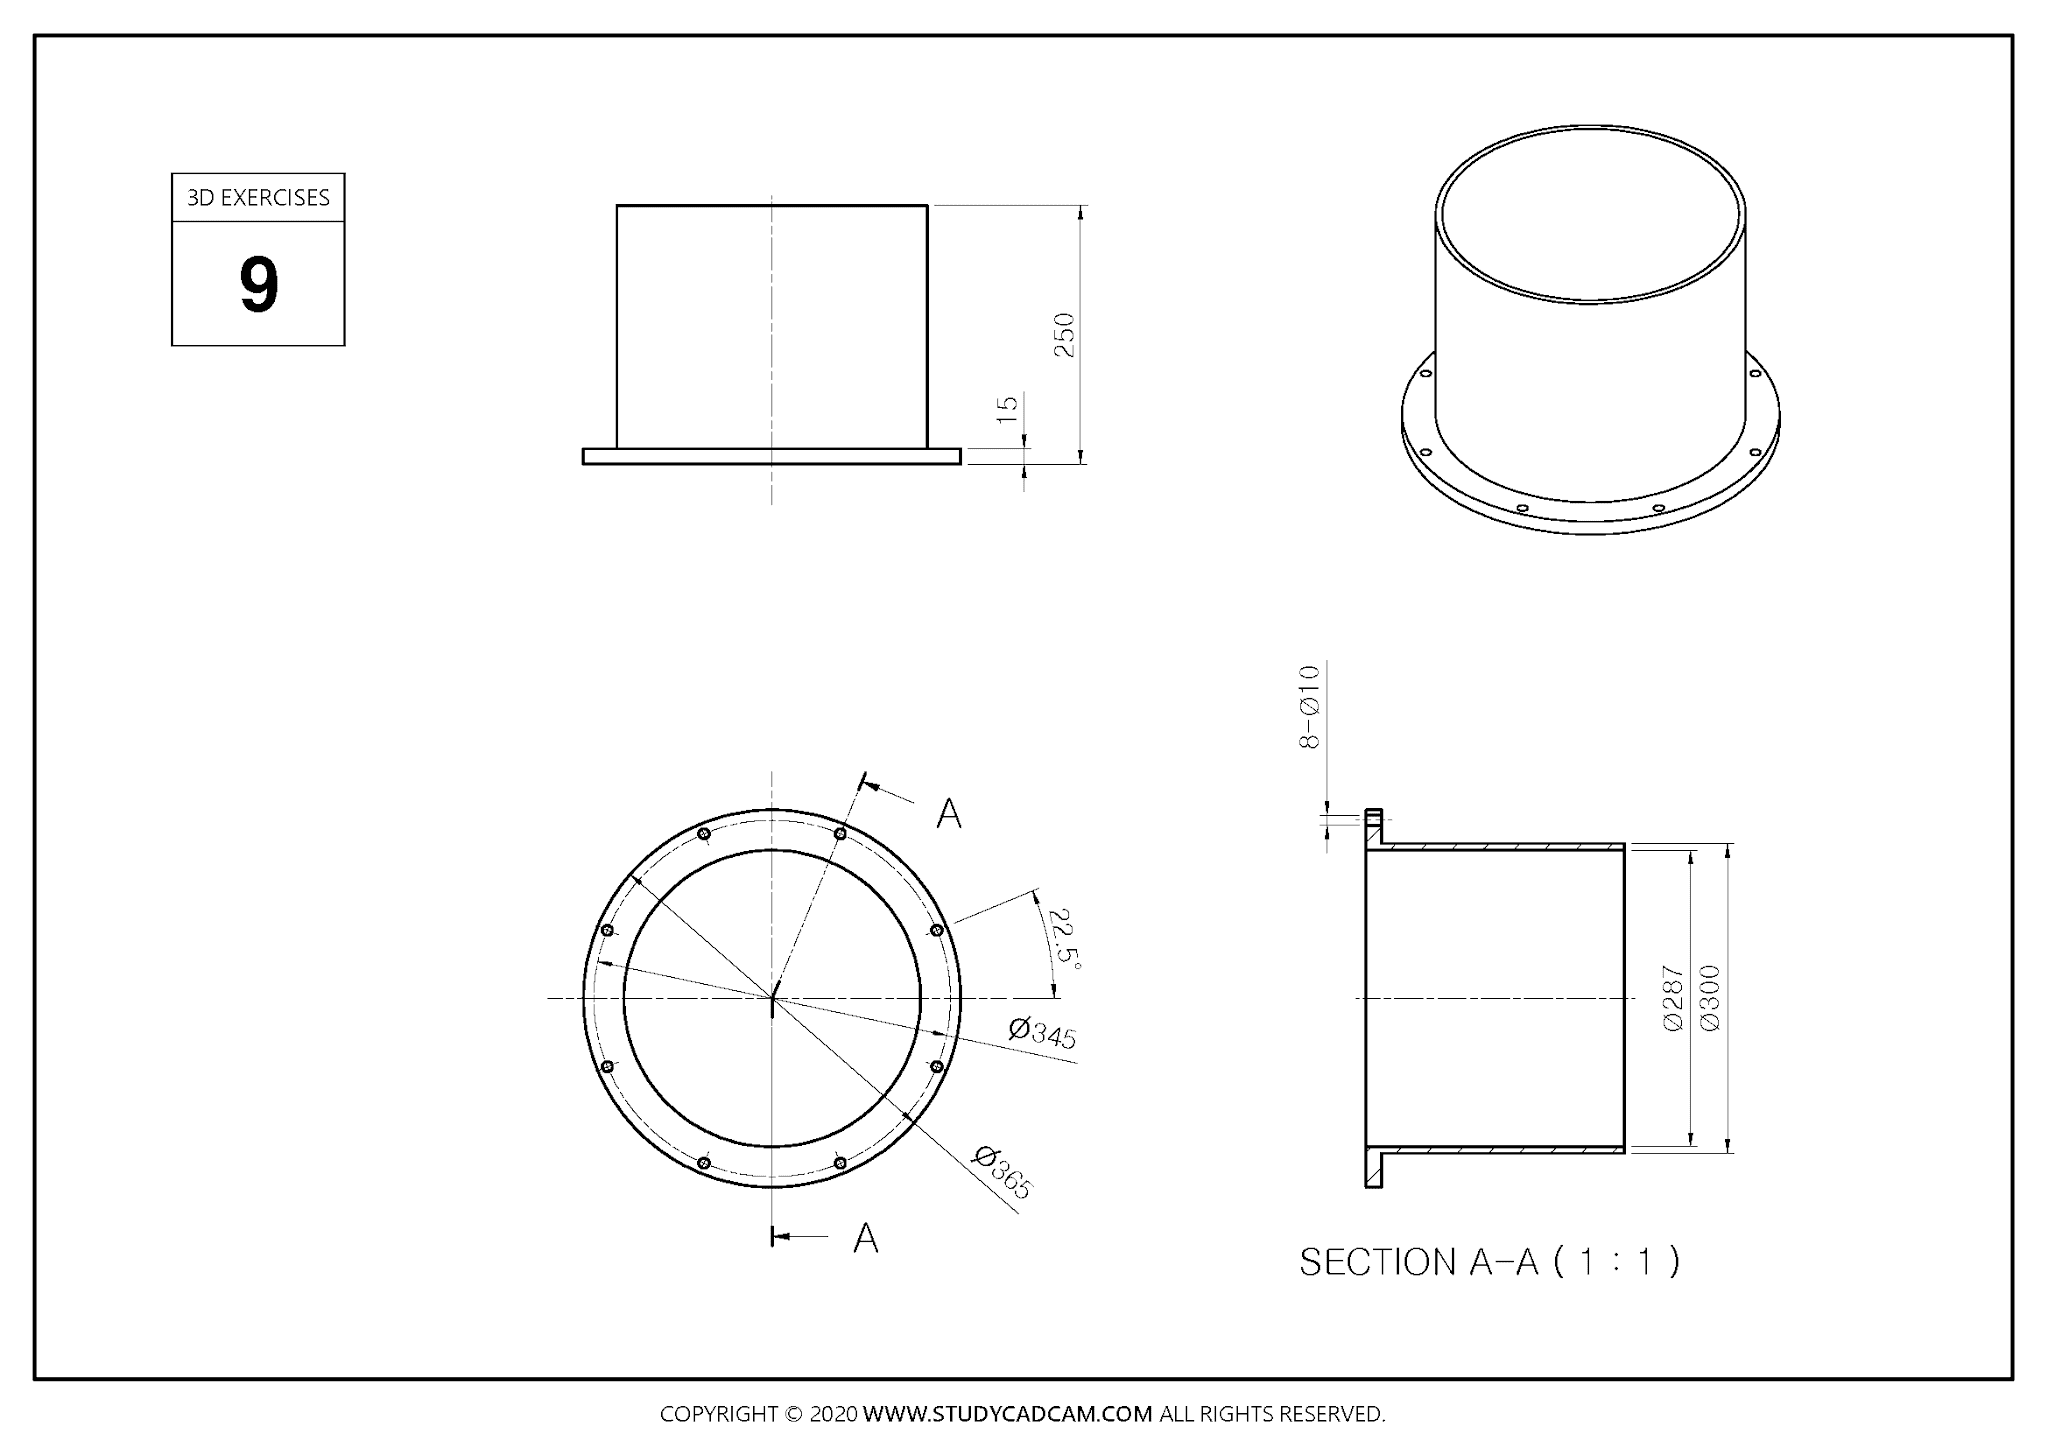 3D EXERCISES
9
250
15
8-Ø10
A
22.5°
Ø345
Ø287
Ø300
Ø365
A
SECTION A-A ( 1 : 1 )
COPYRIGHT © 2020 WWW.STUDYCADCAM.COM ALL RIGHTS RESERVED.